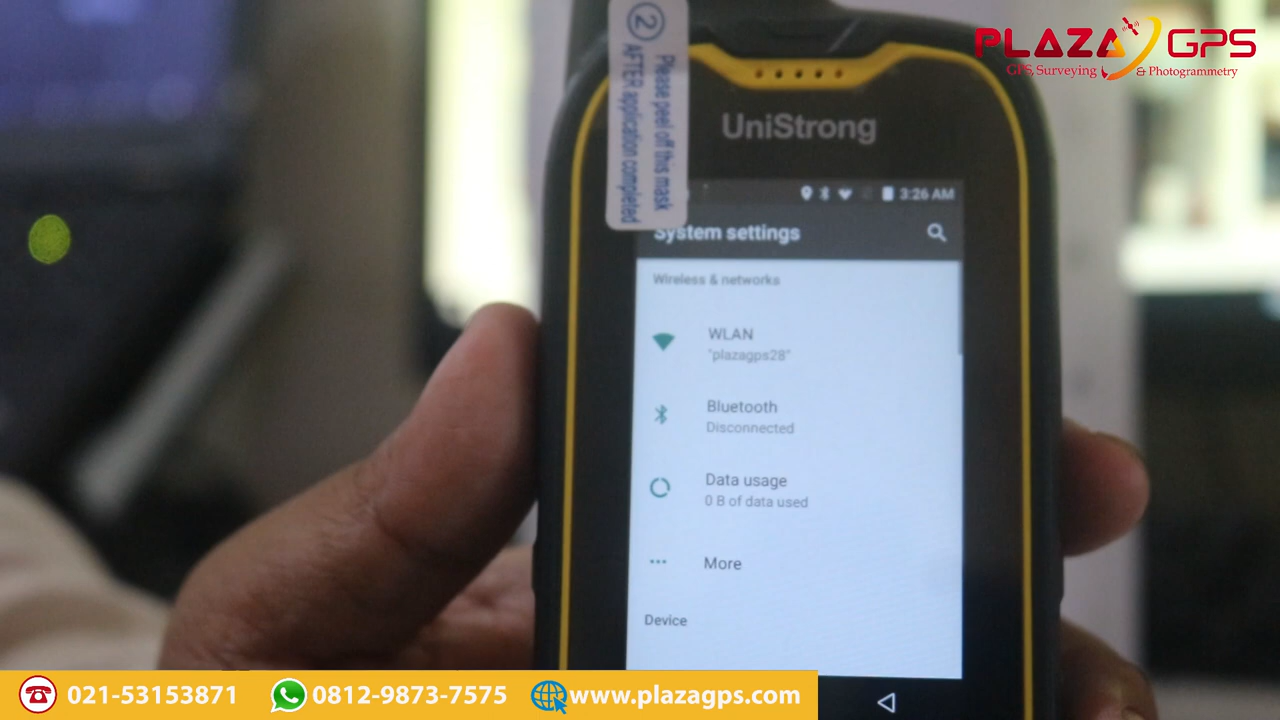 PLAZA GPS
GPS, Surveying & Photogrammetry
2
Please peel off this mask
AFTER application completed
UniStrong
3:26 AM
System settings
Wireless & networks
WLAN
"plazagps28"
Bluetooth
Disconnected
Data usage
0 B of data used
More
Device
021-53153871
0812-9873-7575
www.plazagps.com